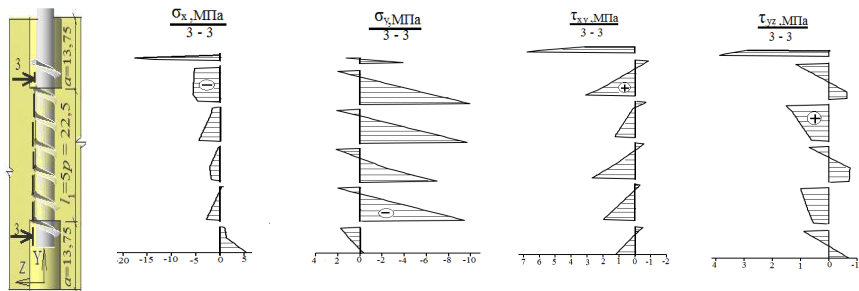 3
3
a=13,75
l₁=5p = 22,5
a=13,75
Y
Z
σx ,МПа
3 - 3
−
-20 -15 -10 -5 0 5
σy,МПа
3 - 3
−
4 2 0 -2 -4 -6 -8 -10
τxy ,МПа
3 - 3
+
7 6 5 4 3 2 1 0 -1 -2
τyz ,МПа
3 - 3
+
4 3 2 1 0 -1